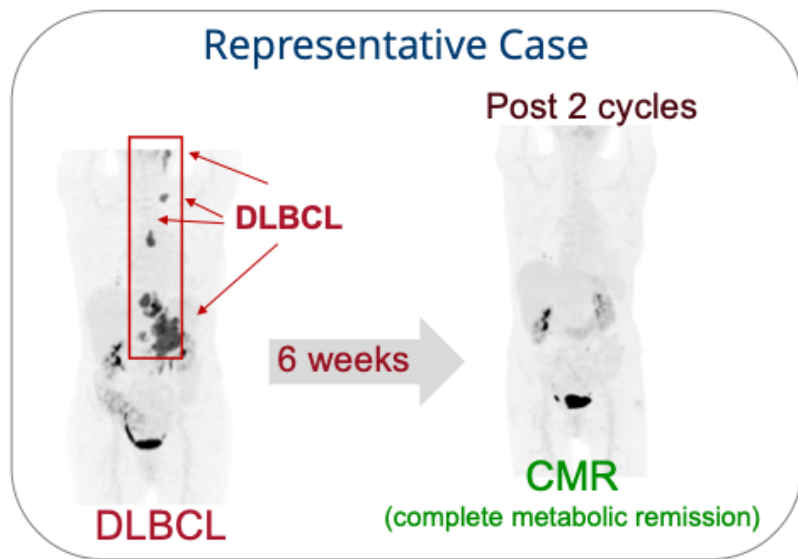 Representative Case
Post 2 cycles
DLBCL
6 weeks
DLBCL
CMR
(complete metabolic remission)